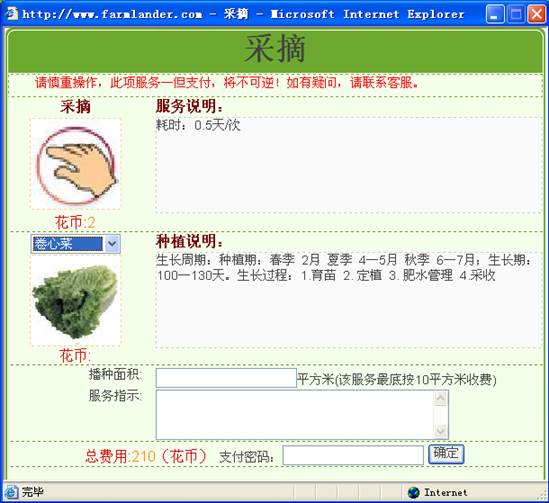 http://www.farmlander.com - 采摘 - Microsoft Internet Explorer
采摘
请慎重操作，此项服务一但支付，将不可逆！如有疑问，请联系客服。
采摘
服务说明：
耗时：0.5天/次
花币:2
卷心菜
种植说明：
生长周期：种植期：春季 2月 夏季 4—5月 秋季 6—7月；生长期：
100—130天。生长过程：1.育苗 2.定植 3.肥水管理 4.采收
花币:
播种面积:
平方米(该服务最底按10平方米收费)
服务指示:
总费用:210（花币） 支付密码： 确定
完毕
Internet